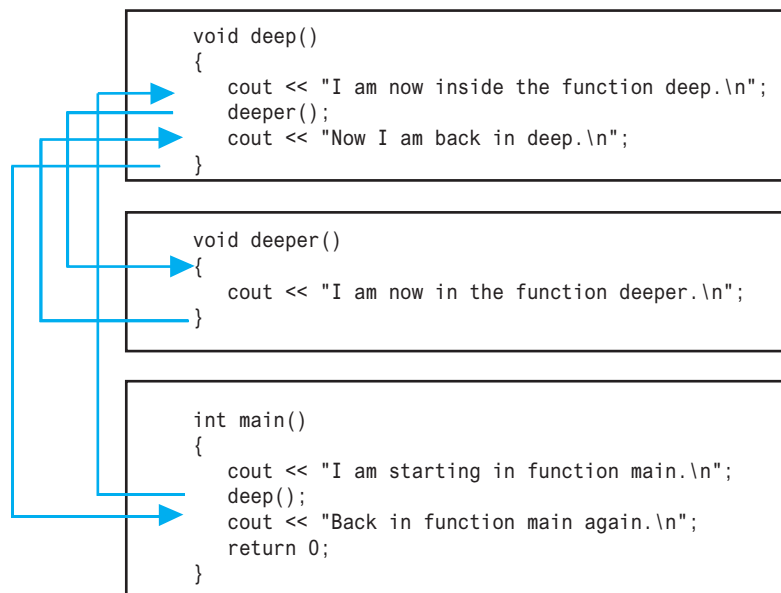 void deep()
{
cout << "I am now inside the function deep.\n";
deeper();
cout << "Now I am back in deep.\n";
}
void deeper()
{
cout << "I am now in the function deeper.\n";
}
int main()
{
cout << "I am starting in function main.\n";
deep();
cout << "Back in function main again.\n";
return 0;
}